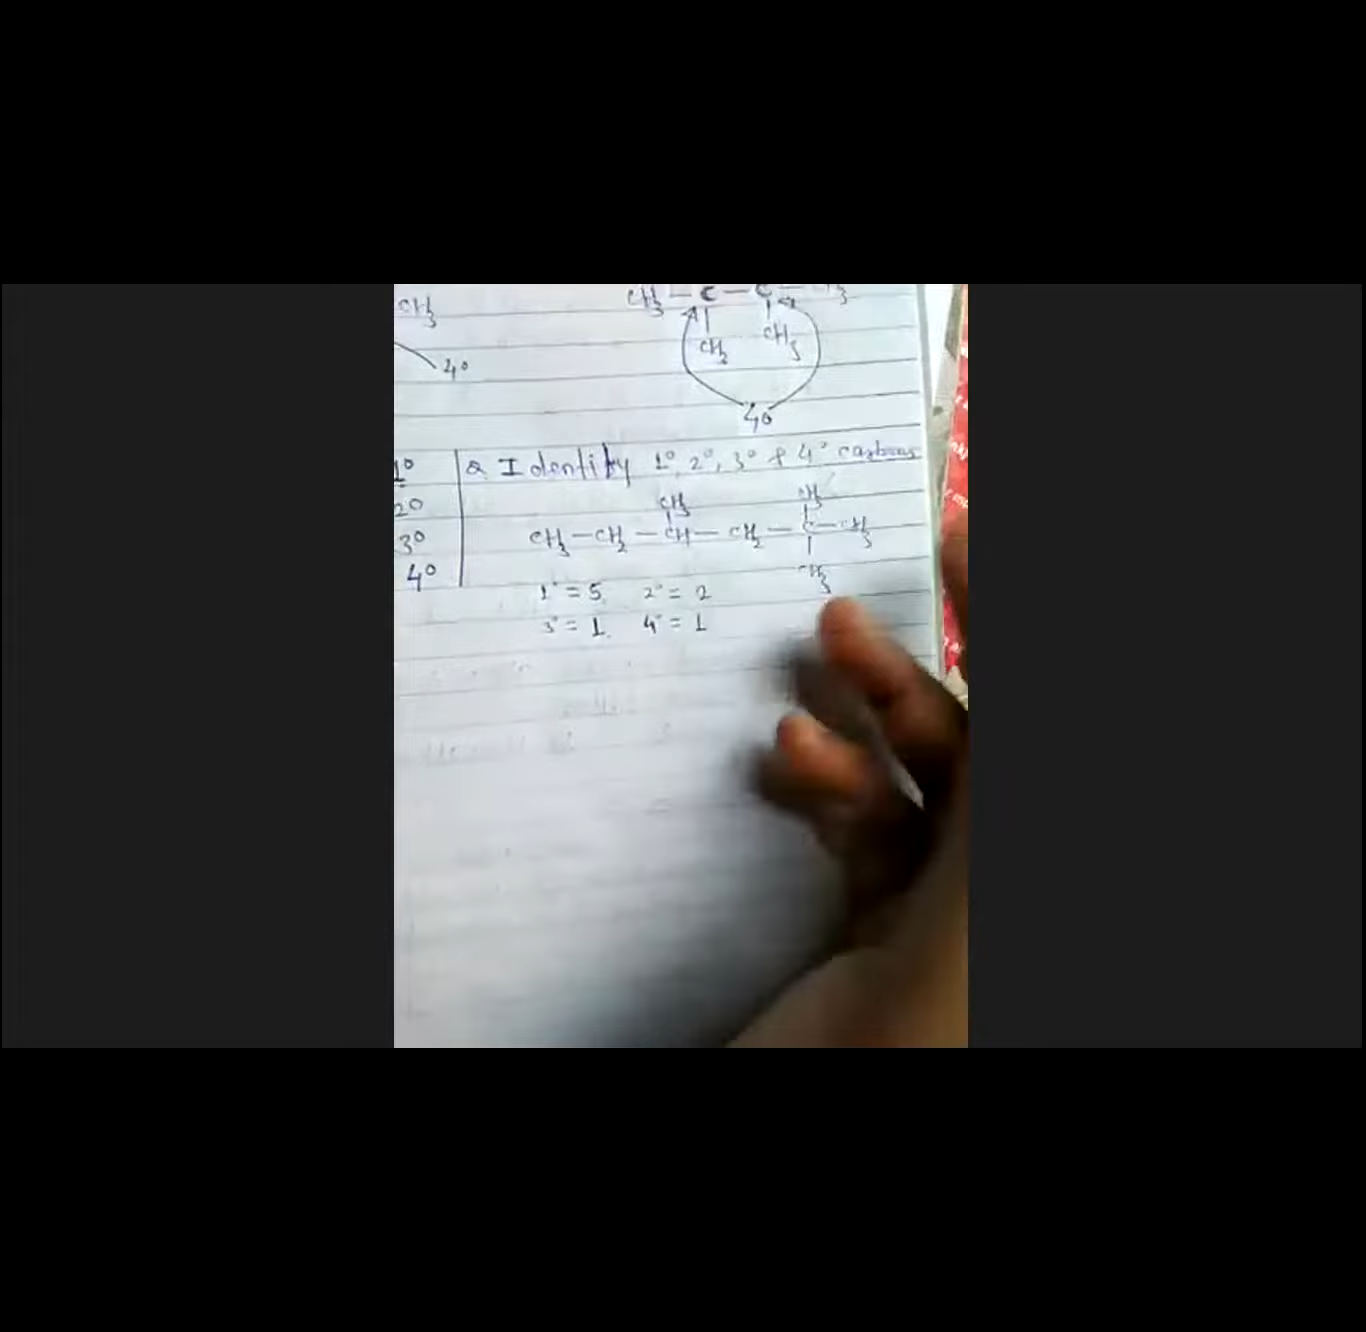 CH3 CH3 – C – C – CH3
CH2 CH3
4°
4°
1° Q Identify 1°, 2°, 3° & 4° carbons
2° CH3 CH3
3° CH3 – CH2 – CH – CH2 – C – CH3
4° CH3
1° = 5 2° = 2
3° = 1 4° = 1